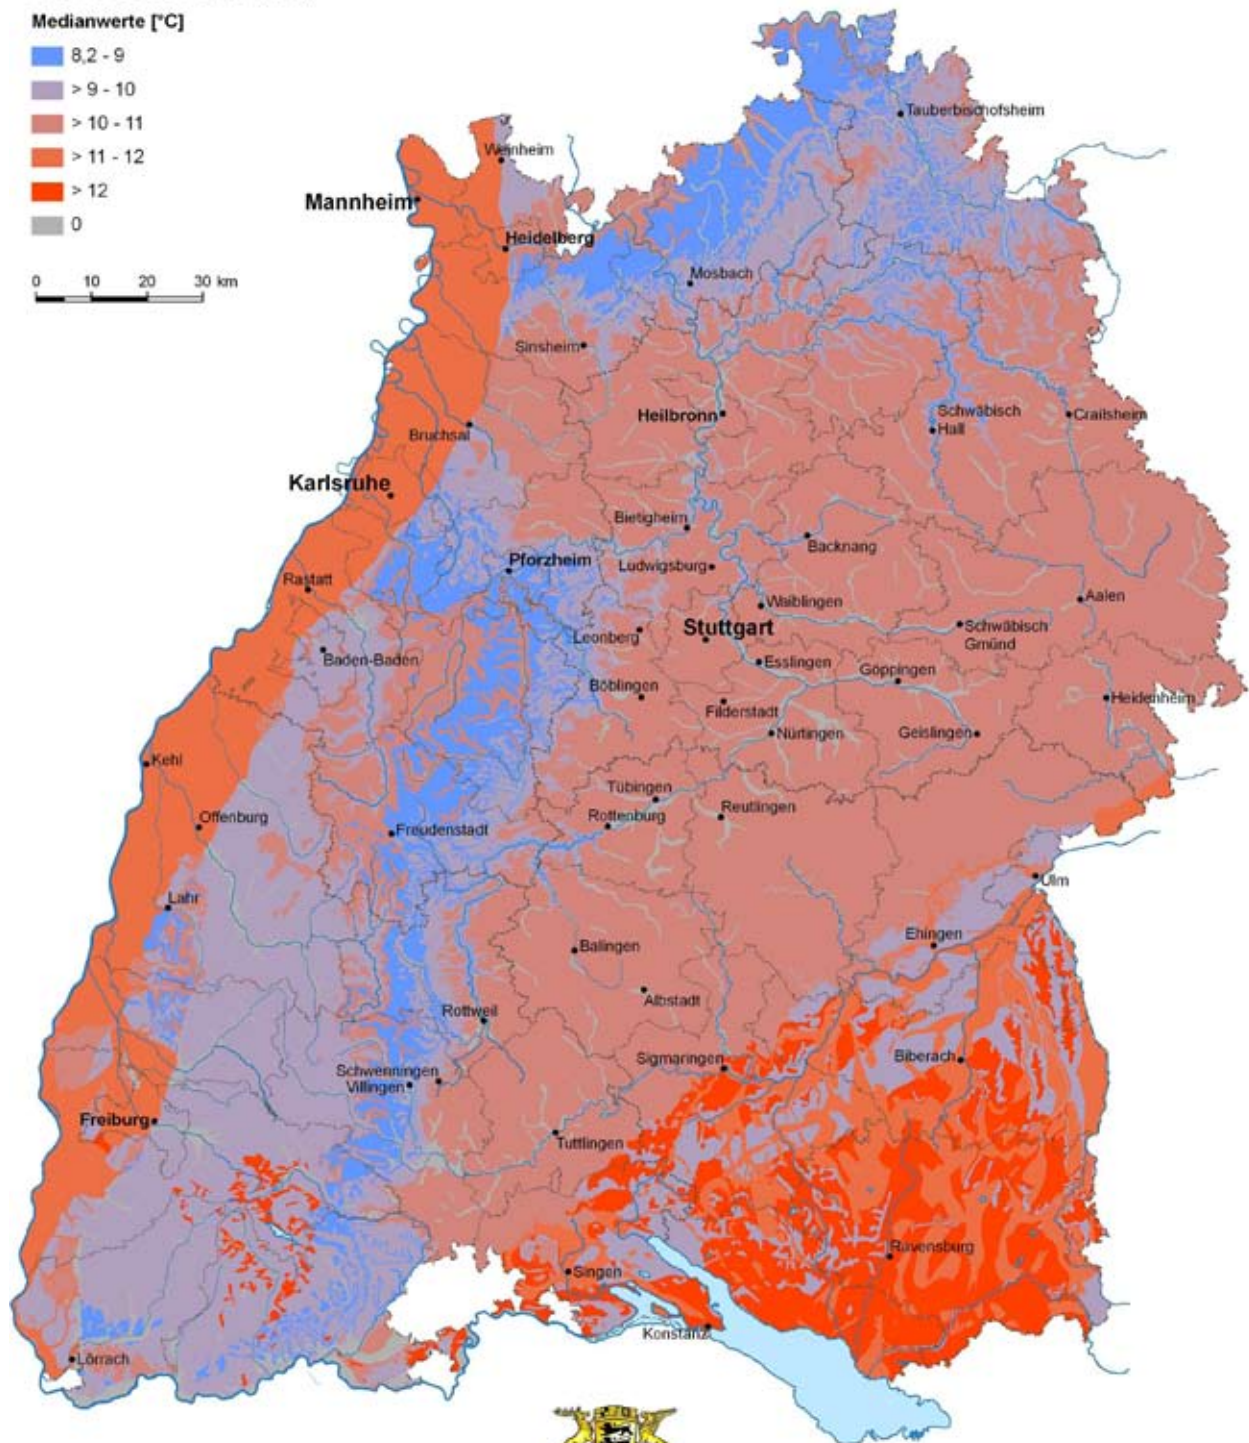 Medianwerte [°C]
8,2 - 9
> 9 - 10
> 10 - 11
> 11 - 12
> 12
0
0 10 20 30 km
Tauberbischofsheim
Weinheim
Mannheim
Heidelberg
Mosbach
Sinsheim
Heilbronn
Schwäbisch
Hall
Crailsheim
Bruchsal
Karlsruhe
Bietigheim
Backnang
Pforzheim
Ludwigsburg
Rastatt
Waiblingen
Aalen
Schwäbisch
Gmünd
Leonberg
Stuttgart
Baden-Baden
Esslingen
Göppingen
Böblingen
Filderstadt
Heidenheim
Nürtingen
Geislingen
Kehl
Tübingen
Reutlingen
Offenburg
Rottenburg
Freudenstadt
Ulm
Lahr
Ehingen
Balingen
Albstadt
Rottweil
Sigmaringen
Biberach
Schwenningen
Villingen
Freiburg
Tuttlingen
Ravensburg
Singen
Konstanz
Lörrach